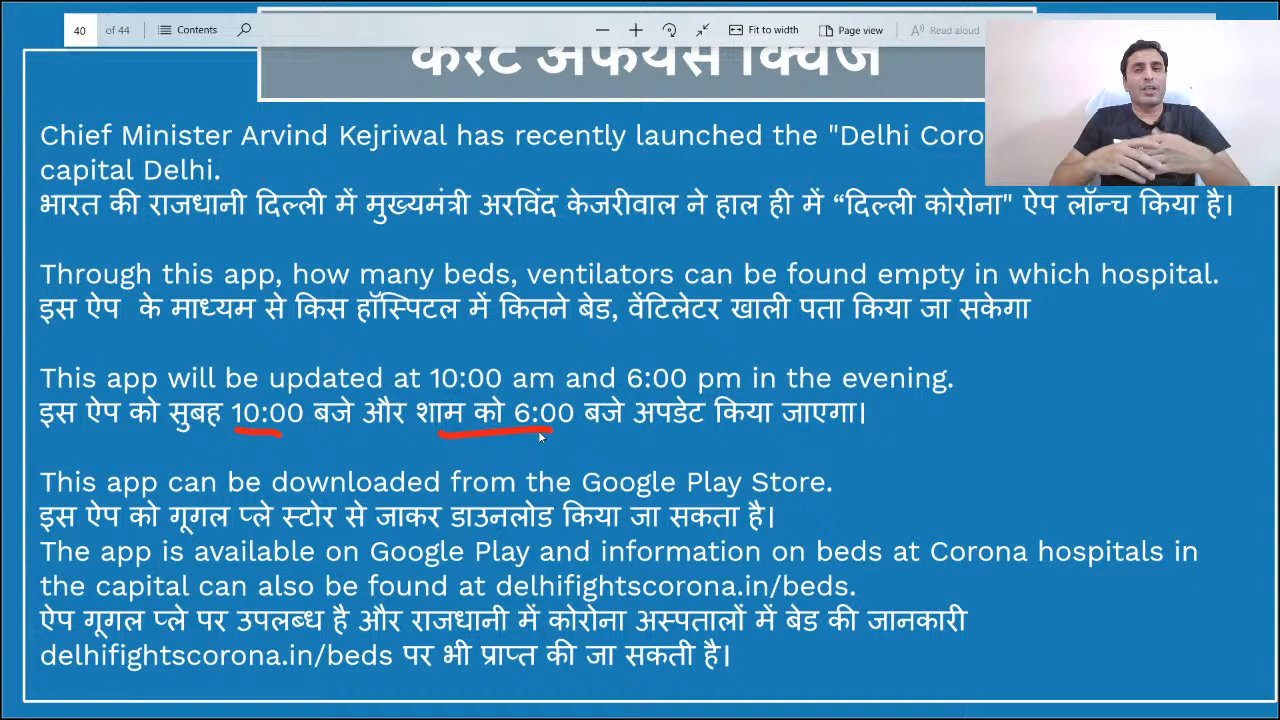 40 of 44 Contents Fit to width Page view Read aloud
करंट अफेयर्स क्विज
Chief Minister Arvind Kejriwal has recently launched the "Delhi Coro
capital Delhi.
भारत की राजधानी दिल्ली में मुख्यमंत्री अरविंद केजरीवाल ने हाल ही में “दिल्ली कोरोना" ऐप लॉन्च किया है।
Through this app, how many beds, ventilators can be found empty in which hospital.
इस ऐप के माध्यम से किस हॉस्पिटल में कितने बेड, वेंटिलेटर खाली पता किया जा सकेगा
This app will be updated at 10:00 am and 6:00 pm in the evening.
इस ऐप को सुबह 10:00 बजे और शाम को 6:00 बजे अपडेट किया जाएगा।
This app can be downloaded from the Google Play Store.
इस ऐप को गूगल प्ले स्टोर से जाकर डाउनलोड किया जा सकता है।
The app is available on Google Play and information on beds at Corona hospitals in
the capital can also be found at delhifightscorona.in/beds.
ऐप गूगल प्ले पर उपलब्ध है और राजधानी में कोरोना अस्पतालों में बेड की जानकारी
delhifightscorona.in/beds पर भी प्राप्त की जा सकती है।